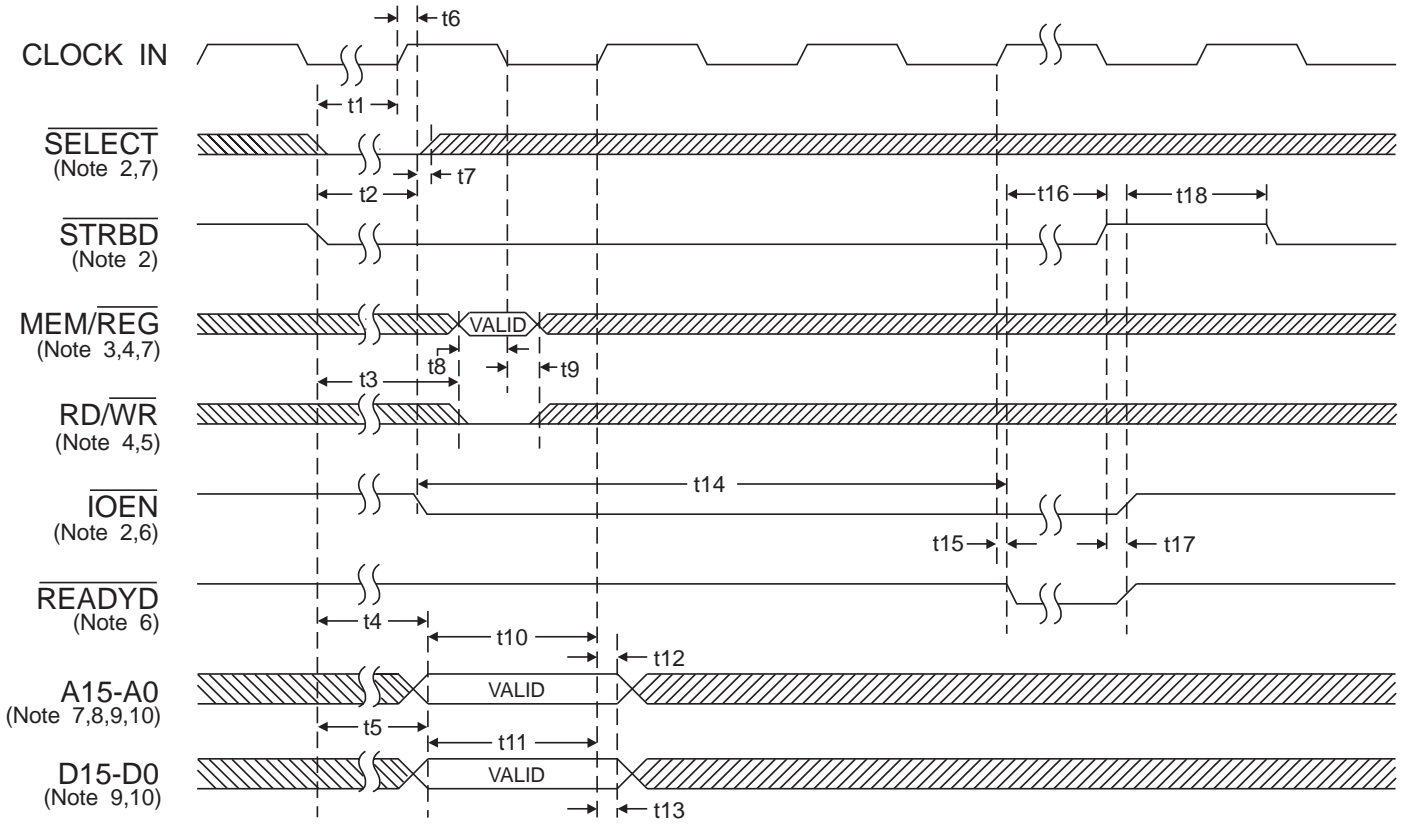 t6
CLOCK IN
t1
SELECT
(Note 2,7)
t7
t2
t16
t18
STRBD
(Note 2)
MEM/REG
(Note 3,4,7)
VALID
t8
t9
t3
RD/WR
(Note 4,5)
t14
IOEN
(Note 2,6)
t15
t17
READYD
(Note 6)
t4
t10
t12
A15-A0
(Note 7,8,9,10)
VALID
t5
t11
D15-D0
(Note 9,10)
VALID
t13